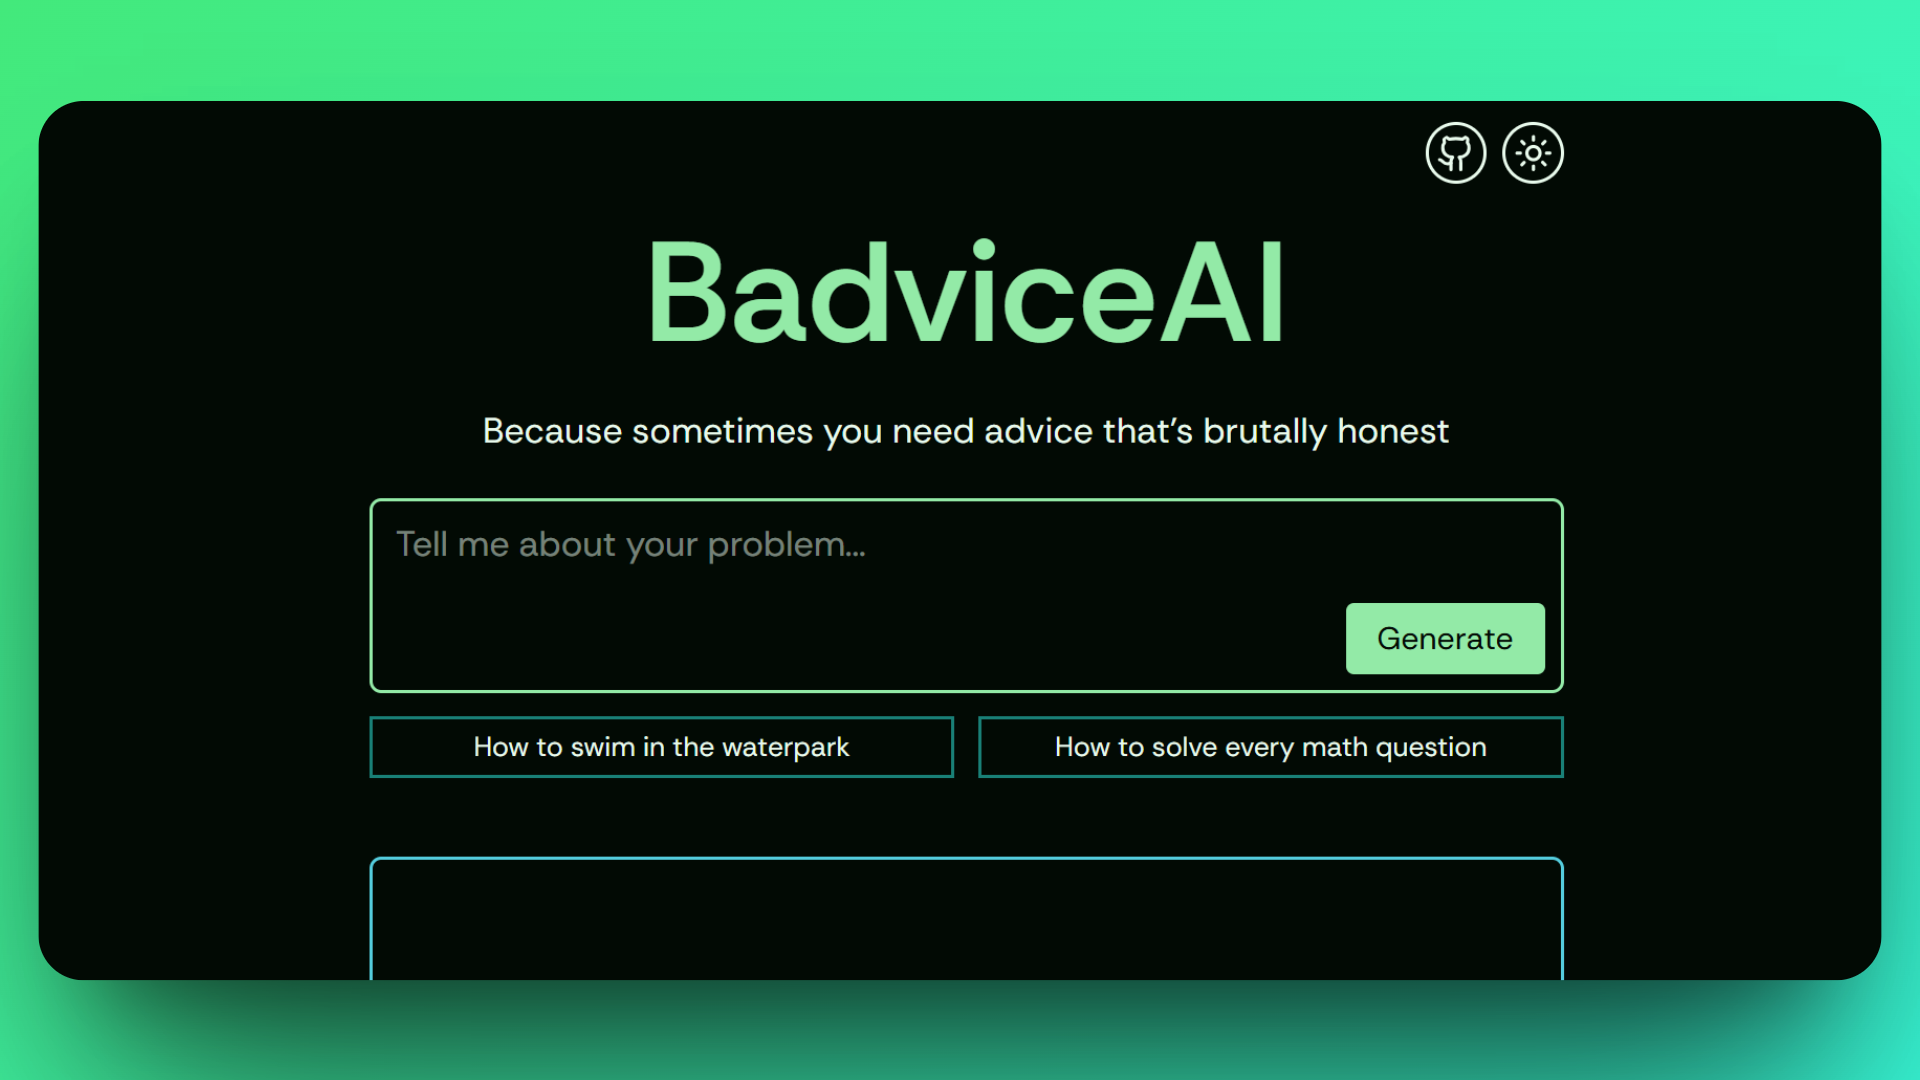 BadviceAI
Because sometimes you need advice that's brutally honest
Tell me about your problem...
Generate
How to swim in the waterpark
How to solve every math question